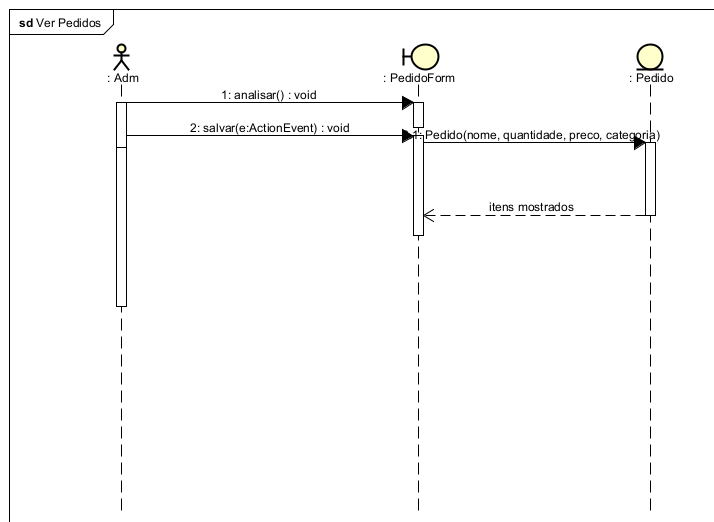 sd Ver Pedidos
: Adm
: PedidoForm
: Pedido
1: analisar() : void
2: salvar(e:ActionEvent) : void
1: Pedido(nome, quantidade, preco, categoria)
itens mostrados